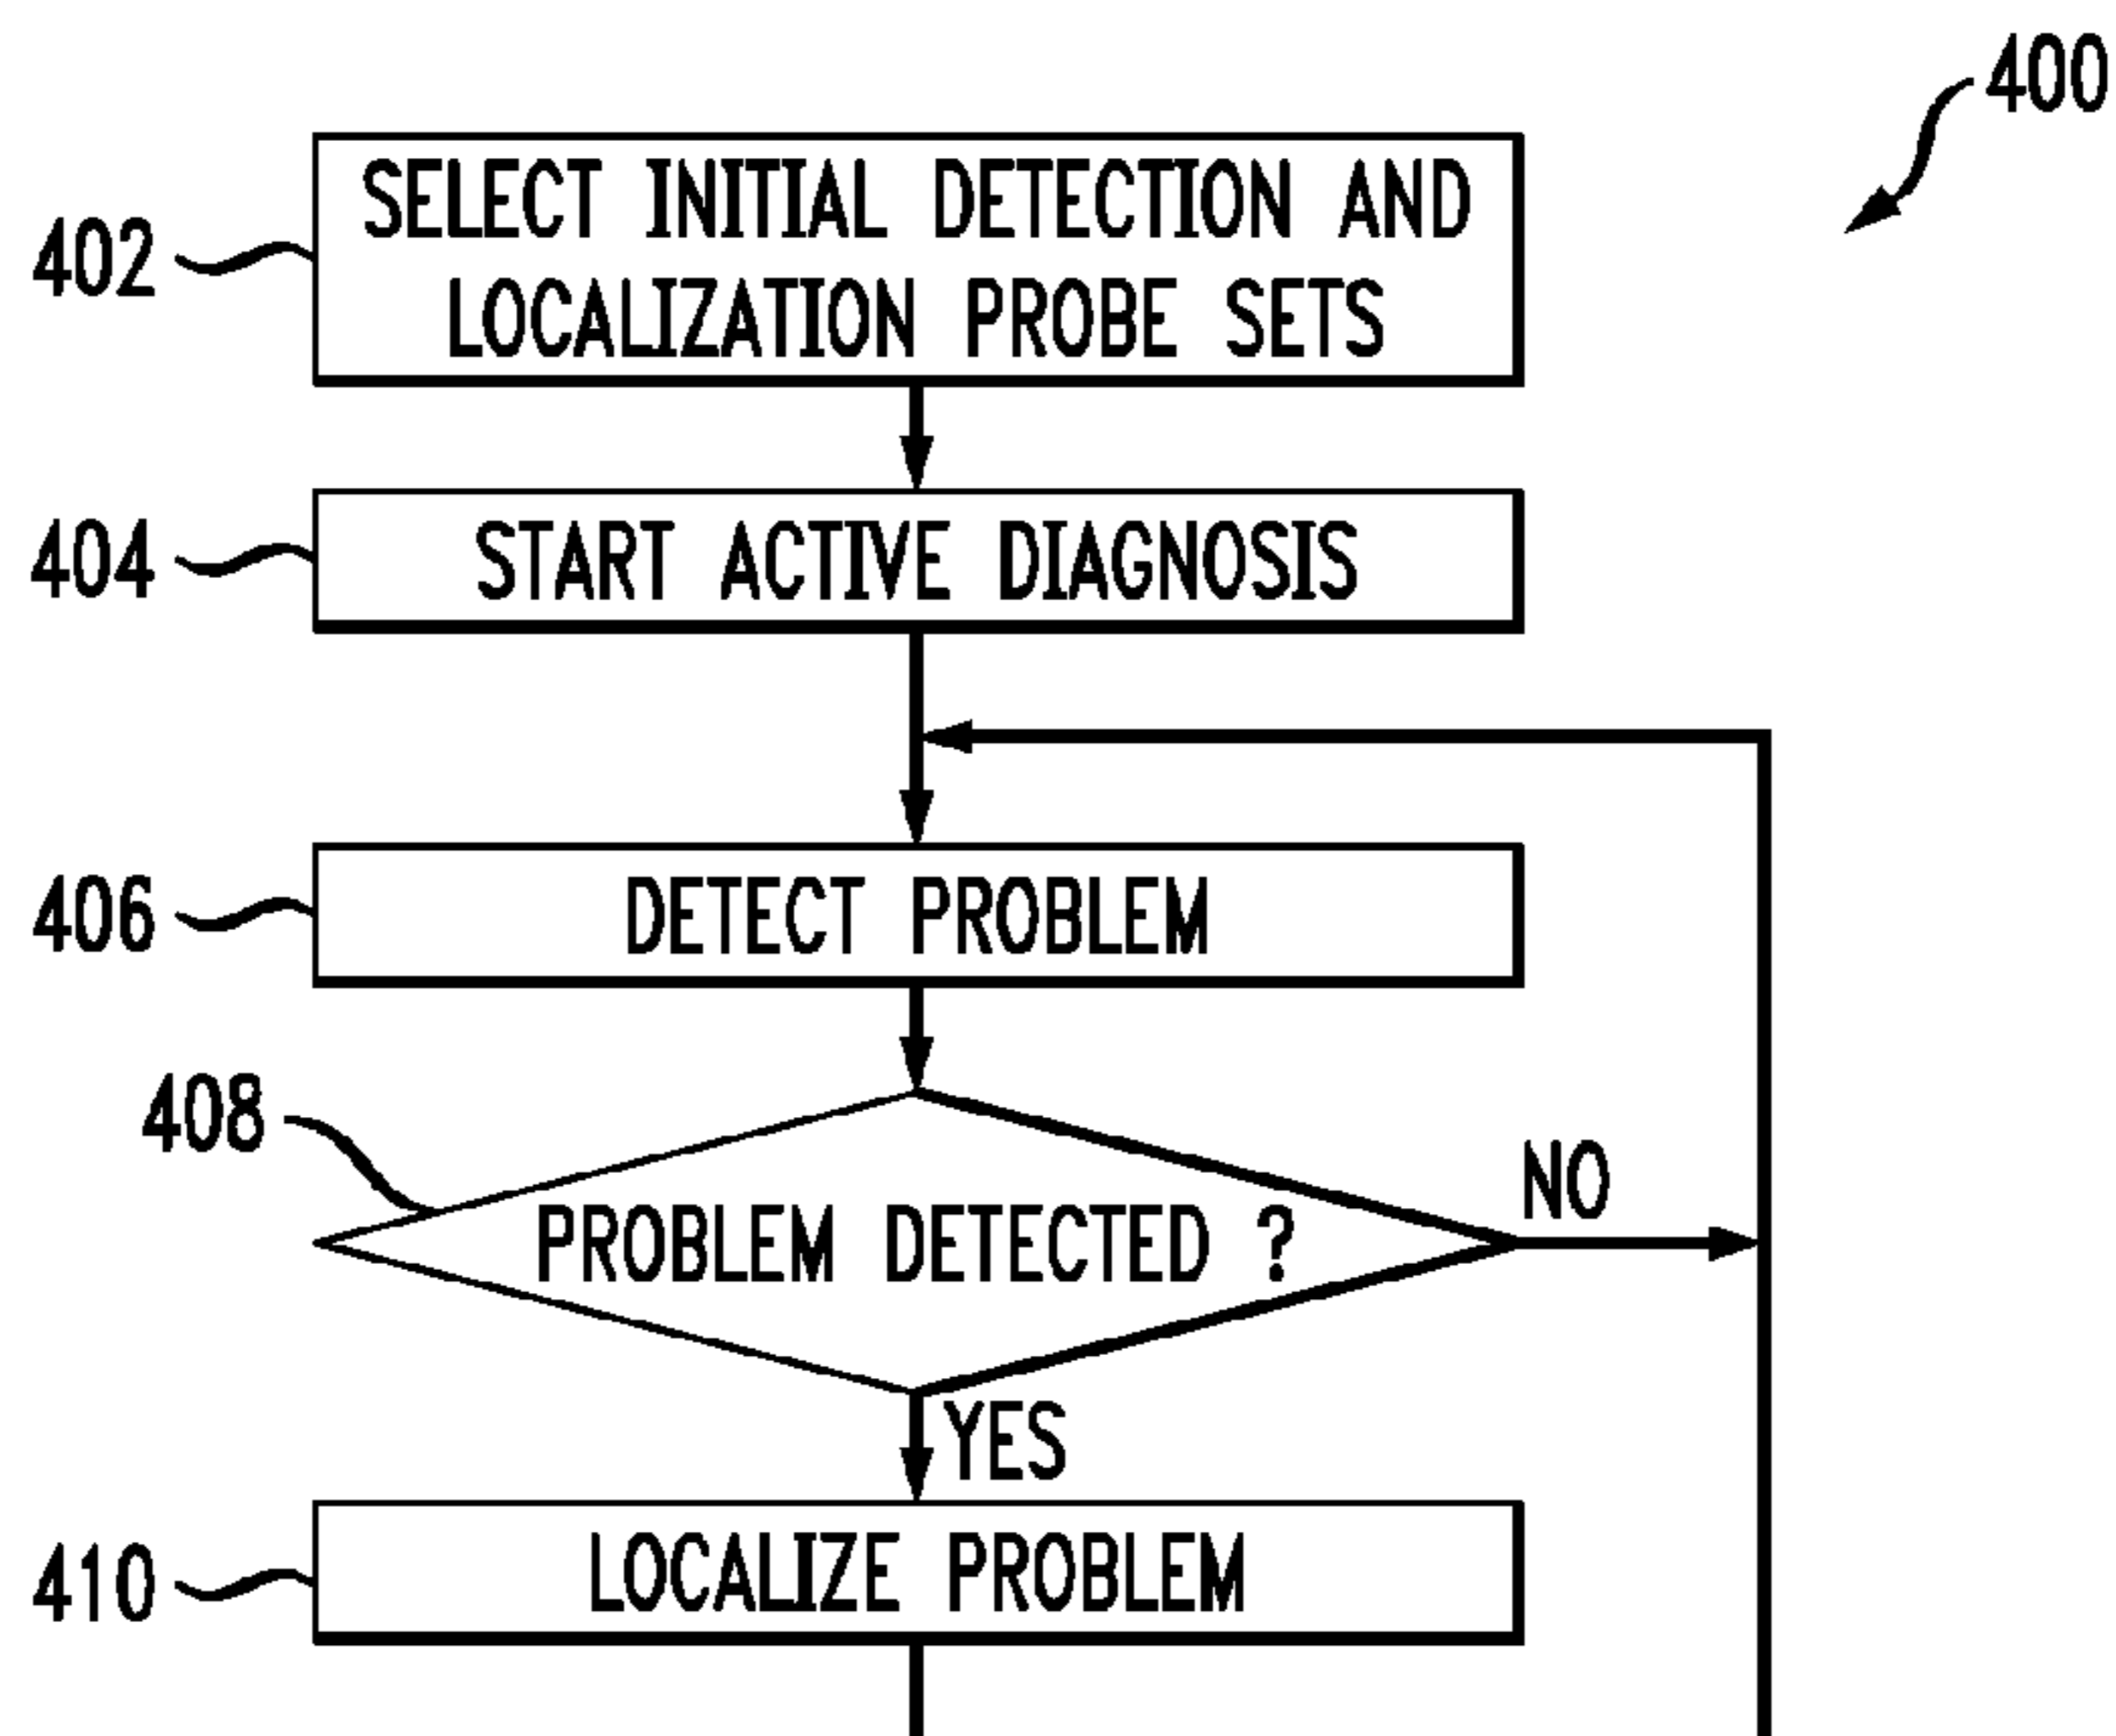 400
402
SELECT INITIAL DETECTION AND
LOCALIZATION PROBE SETS
404
START ACTIVE DIAGNOSIS
406
DETECT PROBLEM
408
PROBLEM DETECTED ?
NO
YES
410
LOCALIZE PROBLEM